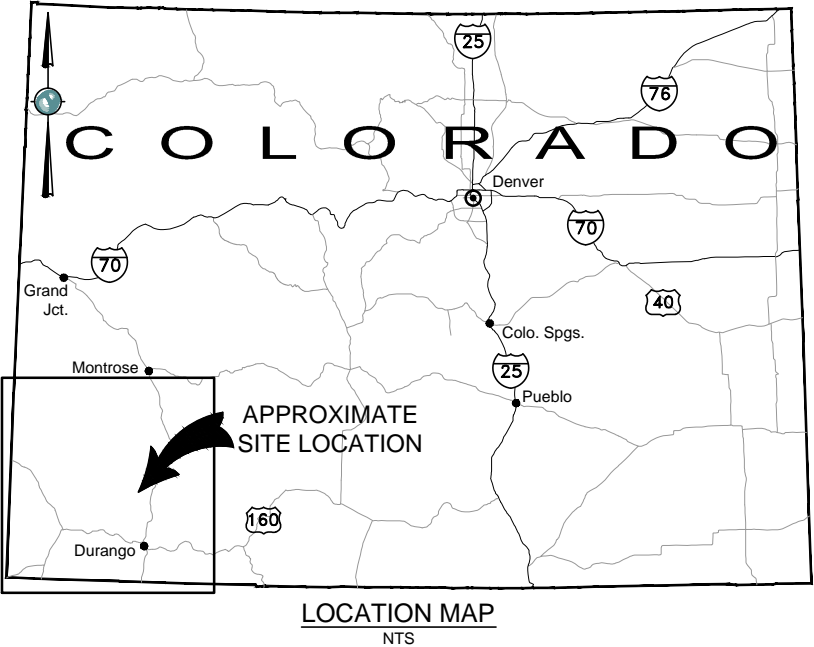 25
76
COLORADO
Denver
70
70
Grand
Jct.
40
Colo. Spgs.
Montrose
25
Pueblo
APPROXIMATE
SITE LOCATION
160
Durango
LOCATION MAP
NTS